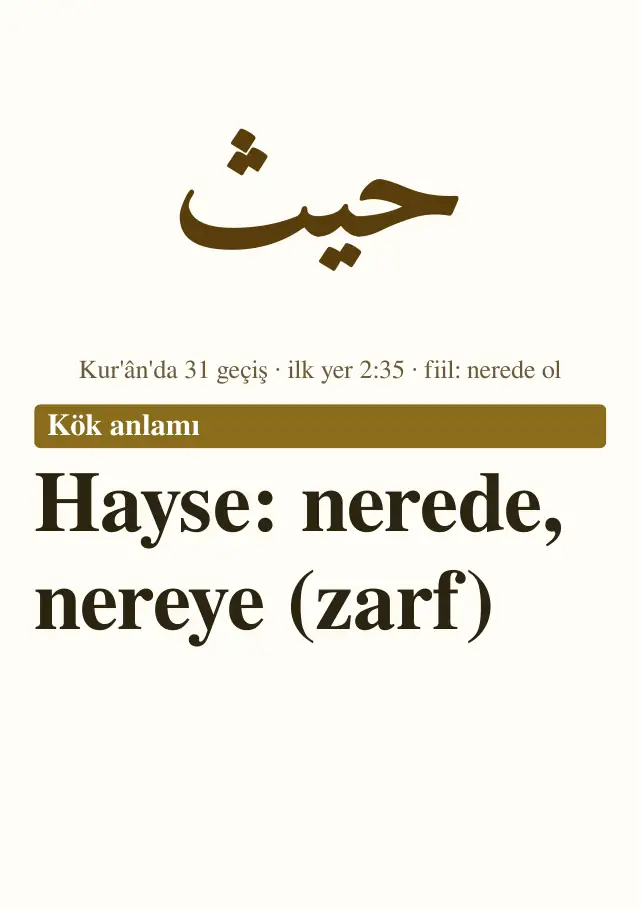 حيث
Kur'ân'da 31 geçiş · ilk yer 2:35 · fiil: nerede ol
Kök anlamı
Hayse: nerede,
nereye (zarf)